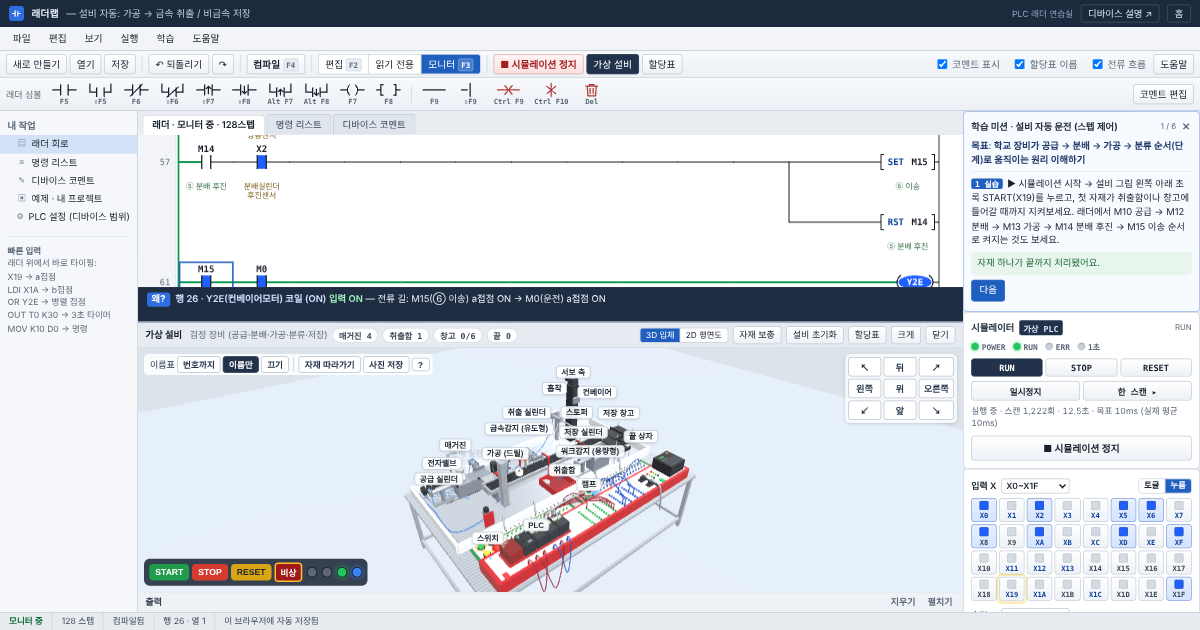 래더랩 — 설비 자동: 가공 → 금속 취출 / 비금속 저장
PLC 래더 연습실 디바이스 설명 ↗ 홈
파일 편집 보기 실행 학습 도움말
새로 만들기 열기 저장 ↶ 되돌리기 ↷ 컴파일 F4 편집 F2 읽기 전용 모니터 F3 ■ 시뮬레이션 정지 가상 설비 할당표 코멘트 표시 할당표 이름 전류 흐름 도움말
래더 심볼 F5 ⇧F5 F6 ⇧F6 ⇧F7 ⇧F8 Alt F7 Alt F8 F7 F8 F9 ⇧F9 Ctrl F9 Ctrl F10 Del 코멘트 편집
내 작업
래더 회로
명령 리스트
디바이스 코멘트
예제 · 내 프로젝트
PLC 설정 (디바이스 범위)
빠른 입력
래더 위에서 바로 타이핑:
X19 → a접점
LDI X1A → b접점
OR Y2E → 병렬 접점
OUT T0 K30 → 3초 타이머
MOV K10 D0 → 명령
래더 · 모니터 중 · 128스텝 명령 리스트 디바이스 코멘트
57 M14 X2 SET M15
⑤ 분배 후진 분배실린더 ⑥ 이송
후진센서
RST M14
⑤ 분배 후진
61 M15 M0 Y2E
왜? 행 26 · Y2E(컨베이어모터) 코일 (ON) 입력 ON — 전류 길: M15(⑥ 이송) a접점 ON → M0(운전) a접점 ON
가상 설비 검정 장비 (공급·분배·가공·분류·저장) 매거진 4 취출함 1 창고 0/6 끝 0 3D 입체 2D 평면도 자재 보충 설비 초기화 할당표 크게 닫기
이름표 번호까지 이름만 끄기 자재 따라가기 사진 저장 ?
↖ 뒤 ↗
왼쪽 위 오른쪽
↙ 앞 ↘
서보 축
흡착 컨베이어
취출 실린더 스토퍼 저장 창고
금속감지 (유도형) 저장 실린더 끝 상자
매거진 가공 (드릴) 워크감지 (용량형)
전자밸브 취출함
공급 실린더 램프
PLC
스위치
START STOP RESET 비상
출력 지우기 펼치기
학습 미션 · 설비 자동 운전 (스텝 제어) 1 / 6 ✕
목표: 학교 장비가 공급 → 분배 → 가공 → 분류 순서(단
계)로 움직이는 원리 이해하기
1 실습 ▶ 시뮬레이션 시작 → 설비 그림 왼쪽 아래 초
록 START(X19)를 누르고, 첫 자재가 취출함이나 창고에
들어갈 때까지 지켜보세요. 래더에서 M10 공급 → M12
분배 → M13 가공 → M14 분배 후진 → M15 이송 순서
로 켜지는 것도 보세요.
자재 하나가 끝까지 처리됐어요.
다음
시뮬레이터 가상 PLC RUN
POWER RUN ERR 1초
RUN STOP RESET
일시정지 한 스캔 ▸
실행 중 · 스캔 1,222회 · 12.5초 · 목표 10ms (실제 평균
10ms)
■ 시뮬레이션 정지
입력 X X0~X1F 토글 누름
X0 X1 X2 X3 X4 X5 X6 X7
X8 X9 XA XB XC XD XE XF
X10 X11 X12 X13 X14 X15 X16 X17
X18 X19 X1A X1B X1C X1D X1E X1F
모니터 중 128 스텝 컴파일됨 행 26 · 열 1 이 브라우저에 자동 저장됨